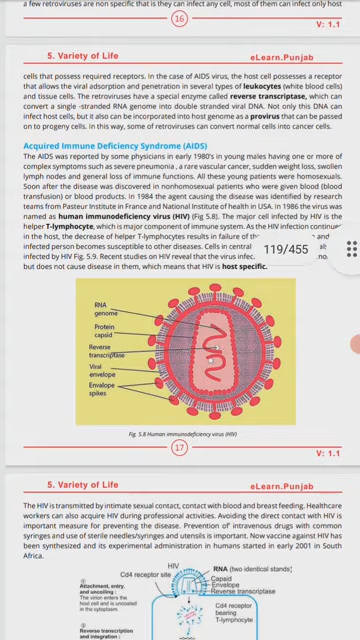 a few retroviruses are non specific that is they can infect any cell, most of them can infect only host
16
V: 1.1
5. Variety of Life
eLearn.Punjab
cells that possess required receptors. In the case of AIDS virus, the host cell possesses a receptor
that allows the viral adsorption and penetration in several types of leukocytes (white blood cells)
and tissue cells. The retroviruses have a special enzyme called reverse transcriptase, which can
convert a single -stranded RNA genome into double stranded viral DNA. Not only this DNA can
infect host cells, but it also can be incorporated into host genome as a provirus that can be passed
on to progeny cells. in this way, some of retroviruses can convert normal cells into cancer cells.
Acquired Immune Deficiency Syndrome (AIDS)
The AIDS was reported by some physicians in early 1980's in young males having one or more of
complex symptoms such as severe pneumonia , a rare vascular cancer, sudden weight loss, swollen
lymph nodes and general loss of immune functions. All these young patients were homosexuals.
Soon after the disease was discovered in nonhomosexual patients who were given blood (blood
transfusion) or blood products. In 1984 the agent causing the disease was identified by research
teams from Pasteur Institute in France and National Institute of health in USA. in 1986 the virus was
named as human immunodeficiency virus (HIV) (Fig 5.8). The major cell infected by HIV is the
helper T-lymphocyte, which is major component of immune system. As the HIV infection continues
in the host, the decrease of helper T-lymphocytes results in failure of and
infected person becomes susceptible to other diseases. Cells in central
infected by HIV Fig. 5.9. Recent studies on HIV reveal that the virus
but does not cause disease in them, which means that HIV is host specific.
119/455
RNA
genome
Protein
capsid
Reverse
transcriptase
Viral
envelope
Envelope
spikes
Fig. 5.8 Human immunodeficiency virus (HIV)
17
V: 1.1
5. Variety of Life
eLearn.Punjab
The HIV is transmitted by intimate sexual contact, contact with blood and breast feeding. Healthcare
workers can also acquire HIV during professional activities. Avoiding the direct contact with HIV is
important measure for preventing the disease. Prevention of intravenous drugs with common
syringes and use of sterile needles/syringes and utensils is important. Now vaccine against HIV has
been synthesized and its experimental administration in humans started in early 2001 in South
Africa.
HIV
Cd4 receptor site
RNA (two identical stands)
Capsid
Envelope
Reverse transcriptase
1
Attachment, entry,
and uncoiling :
The virion enters the
host cell and is uncoated
in the cytoplasm
Cd4 receptor
bearing
T-lymphocyte
2
Reverse transcription
and integration :